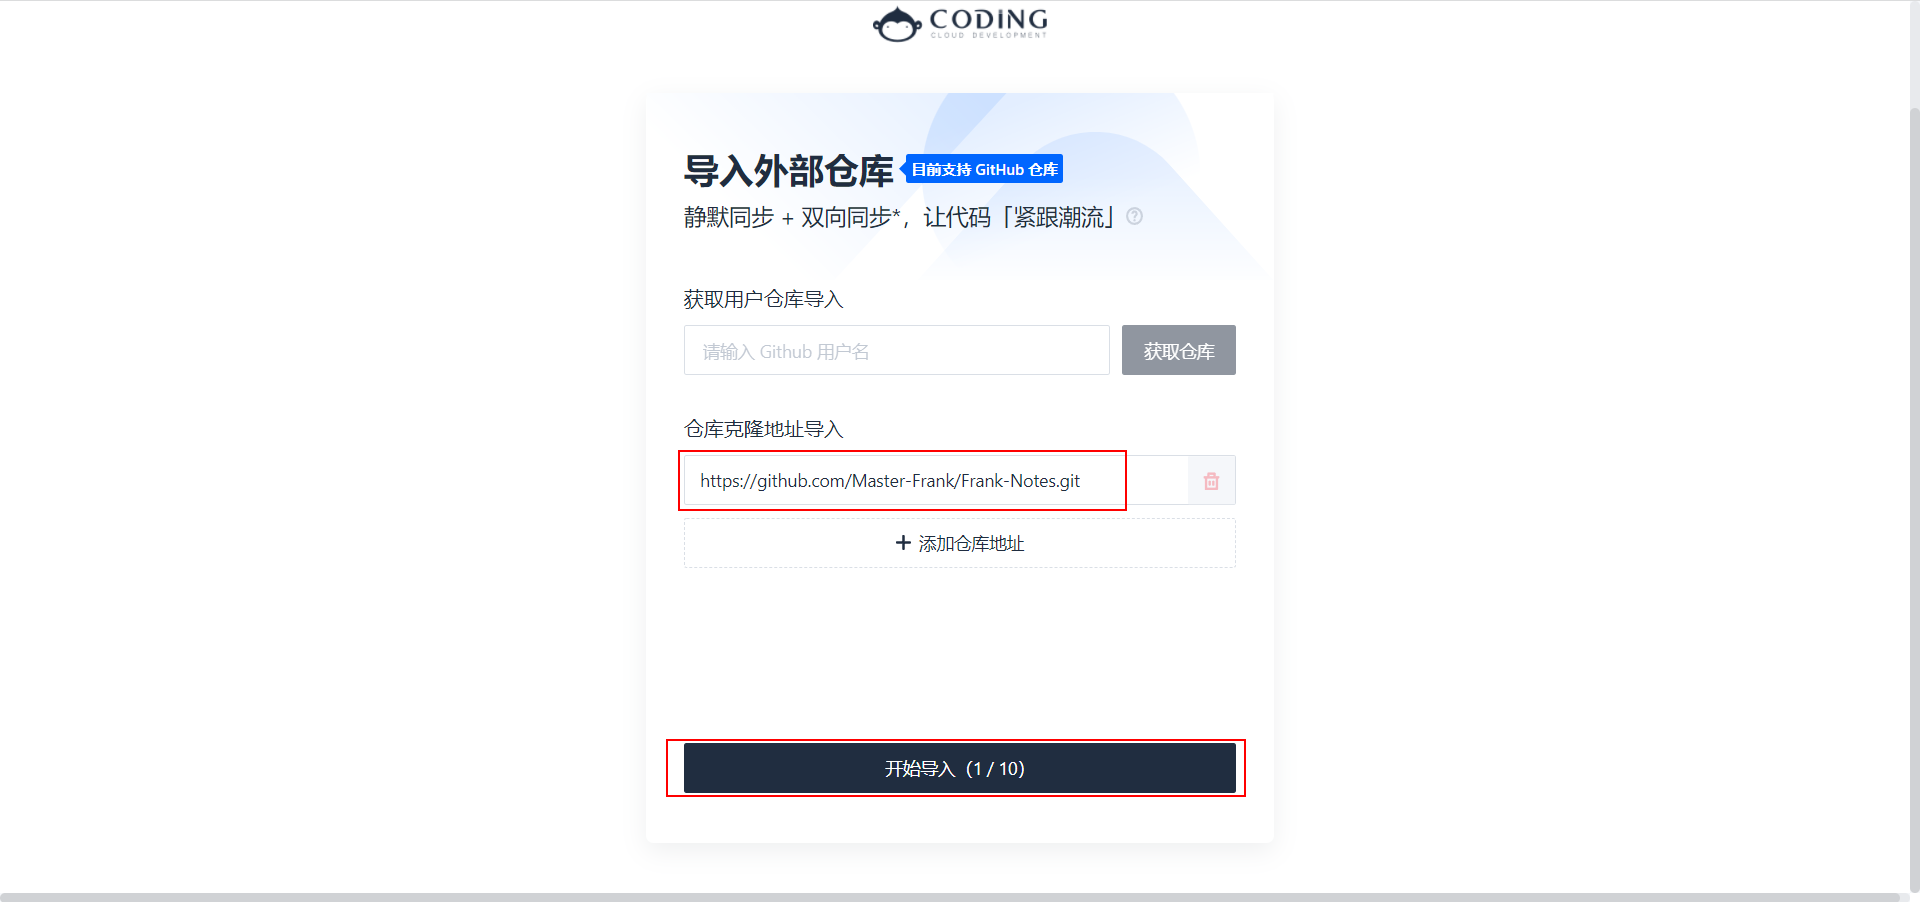 CODING
CLOUD DEVELOPMENT
导入外部仓库 目前支持 GitHub 仓库
静默同步 + 双向同步*，让代码「紧跟潮流」
获取用户仓库导入
请输入 Github 用户名 获取仓库
仓库克隆地址导入
https://github.com/Master-Frank/Frank-Notes.git
添加仓库地址
开始导入（1 / 10）